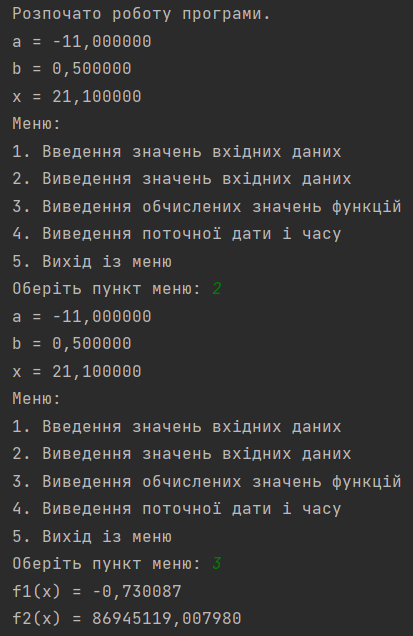 Розпочато роботу програми.
a = -11,000000
b = 0,500000
x = 21,100000
Меню:
1. Введення значень вхідних даних
2. Виведення значень вхідних даних
3. Виведення обчислених значень функцій
4. Виведення поточної дати і часу
5. Вихід із меню
Оберіть пункт меню: 2
a = -11,000000
b = 0,500000
x = 21,100000
Меню:
1. Введення значень вхідних даних
2. Виведення значень вхідних даних
3. Виведення обчислених значень функцій
4. Виведення поточної дати і часу
5. Вихід із меню
Оберіть пункт меню: 3
f1(x) = -0,730087
f2(x) = 86945119,007980